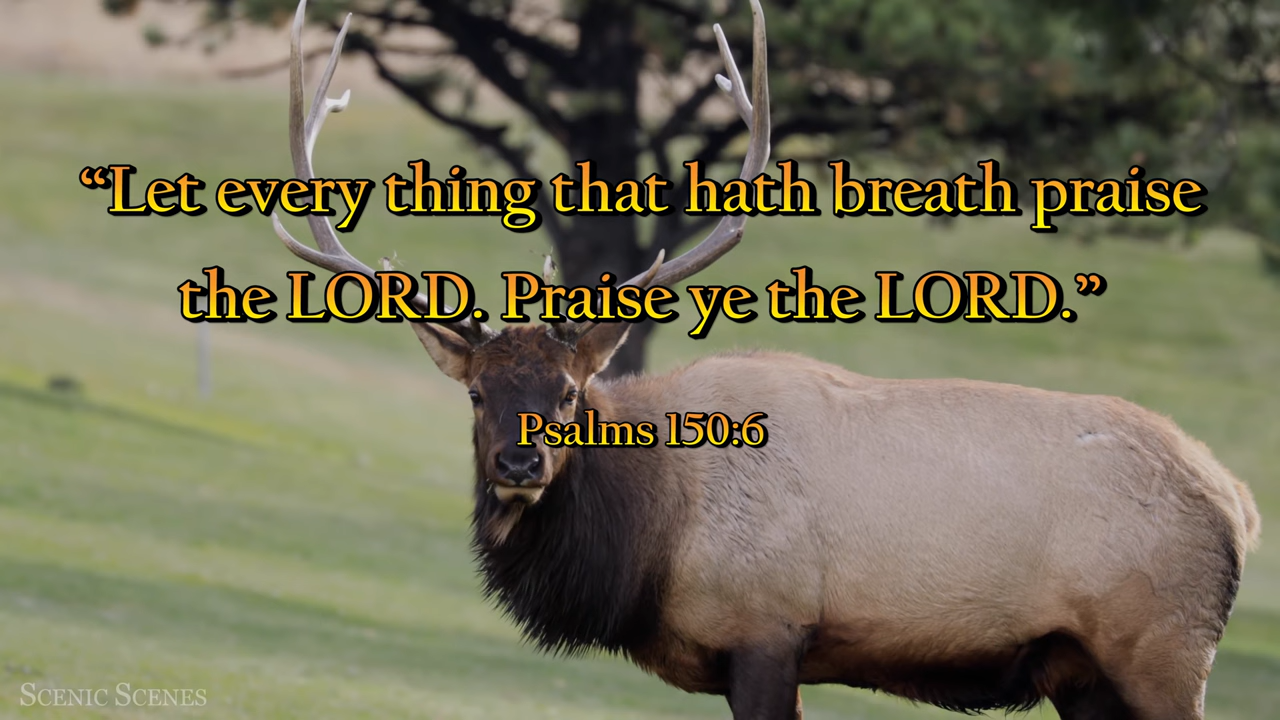 “Let every thing that hath breath praise
the LORD. Praise ye the LORD.”
Psalms 150:6
Scenic Scenes